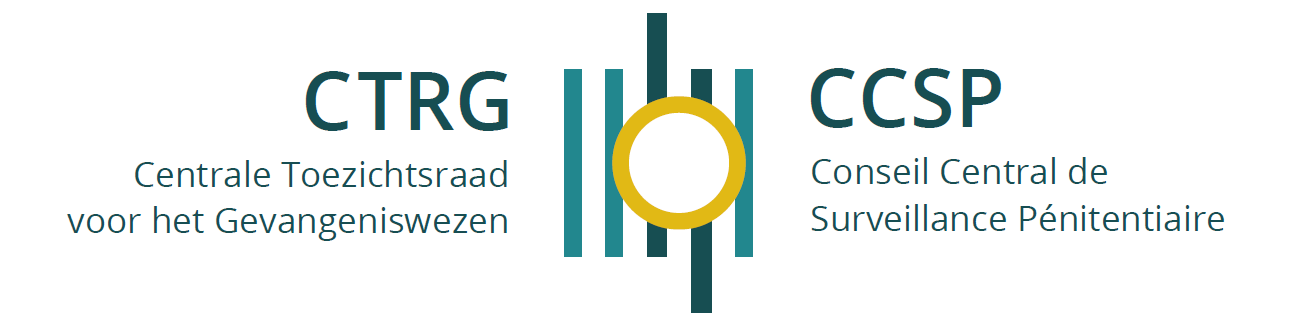 CTRG
Centrale Toezichtsraad
voor het Gevangeniswezen
CCSP
Conseil Central de
Surveillance Pénitentiaire